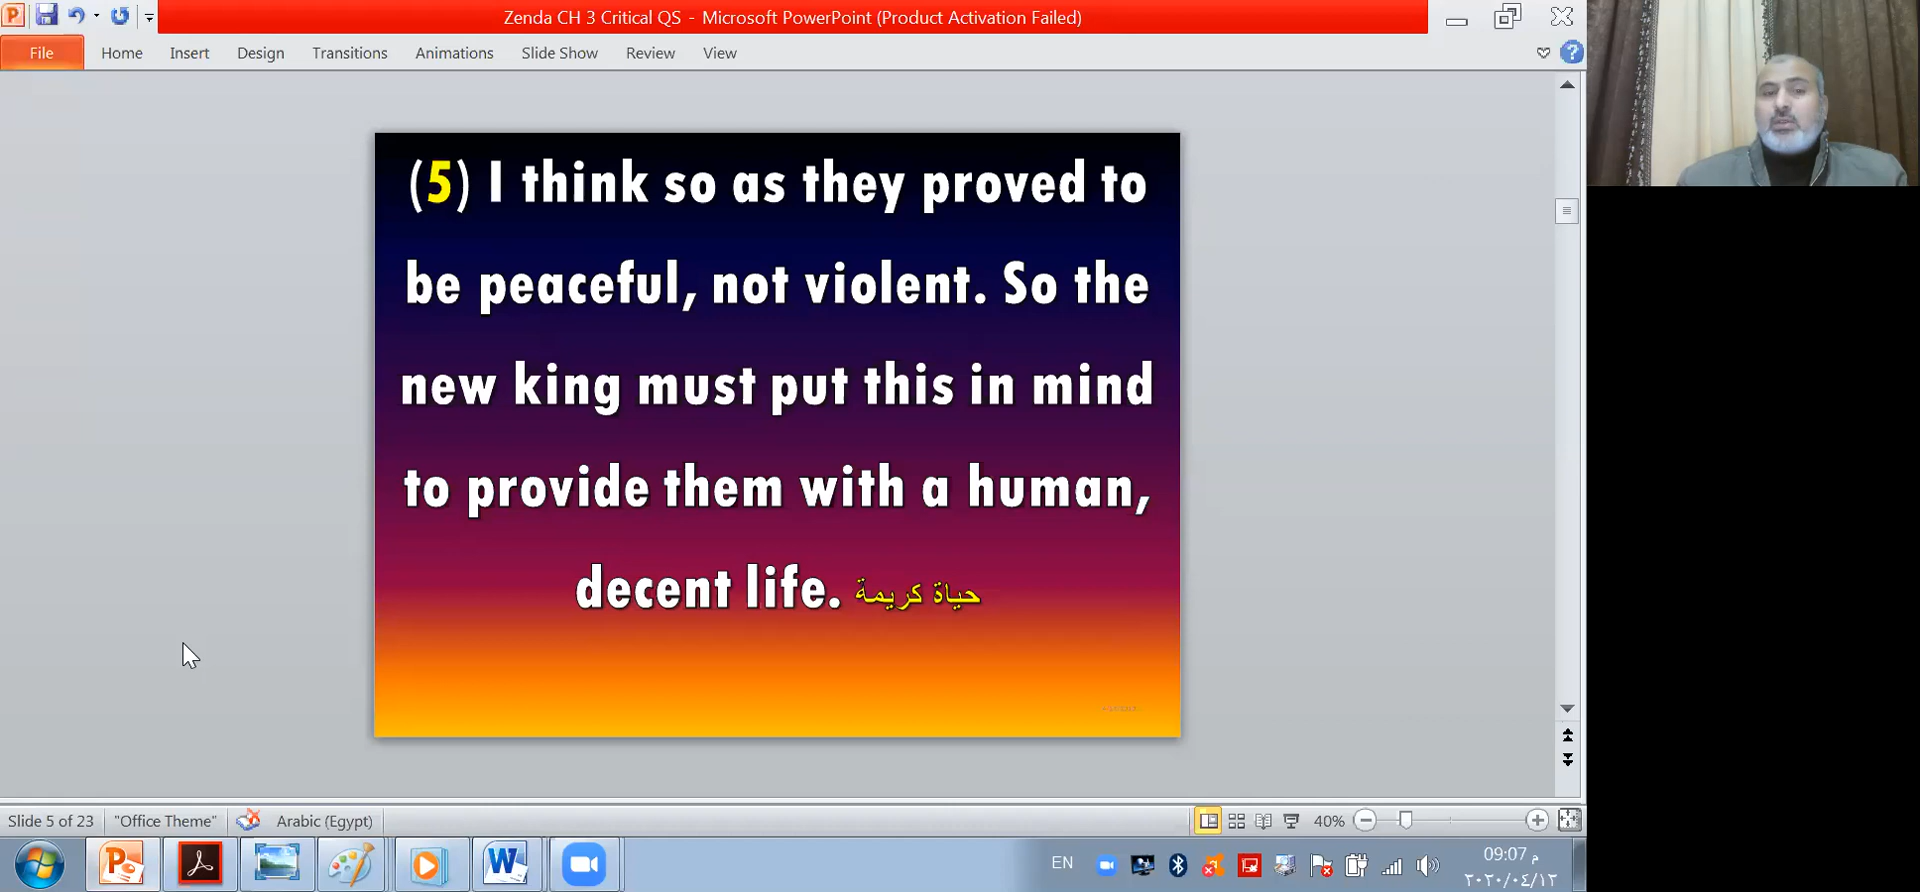 Zenda CH 3 Critical QS - Microsoft PowerPoint (Product Activation Failed)
File Home Insert Design Transitions Animations Slide Show Review View
(5) I think so as they proved to
be peaceful, not violent. So the
new king must put this in mind
to provide them with a human,
decent life. حياة كريمة
Slide 5 of 23 "Office Theme" Arabic (Egypt) 40%
EN 09:07 م
٢٠٢٠/٠٤/١٢